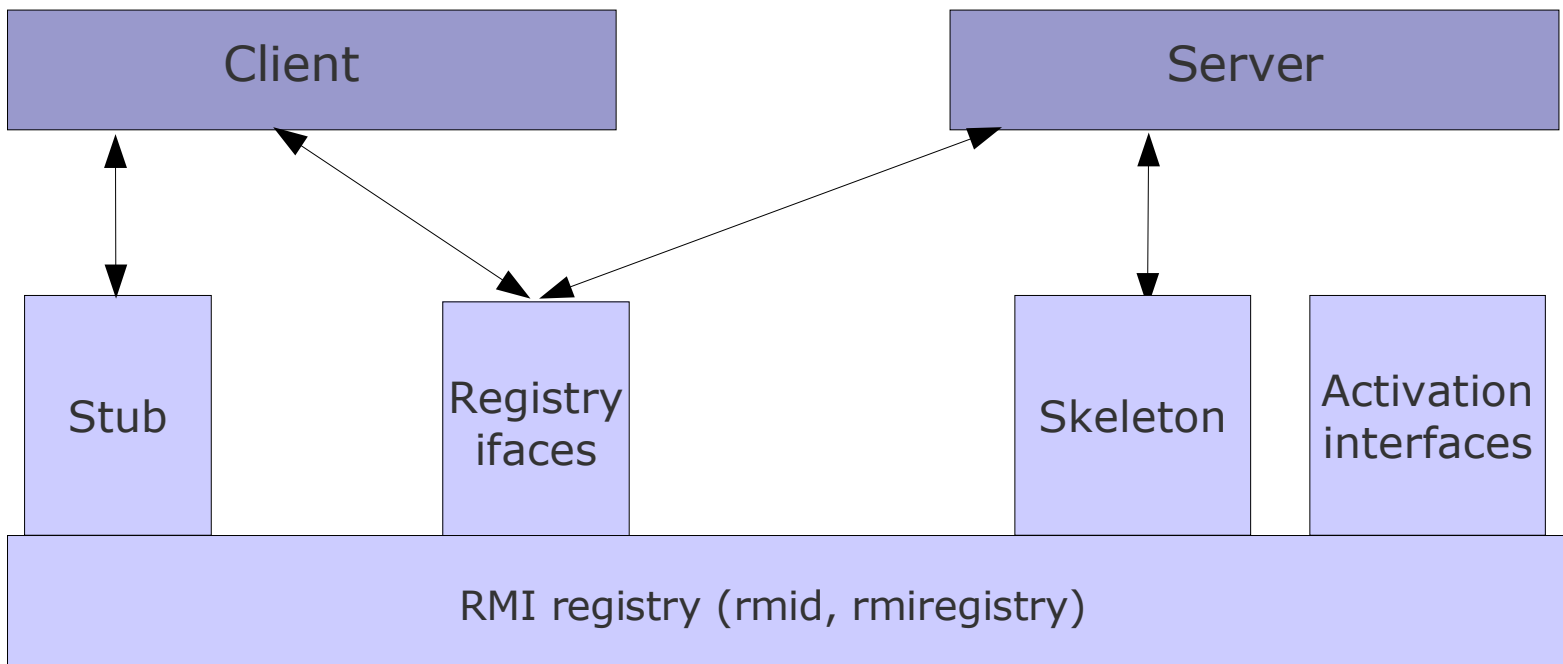 Client
Server
Stub
Registry
ifaces
Skeleton
Activation
interfaces
RMI registry (rmid, rmiregistry)